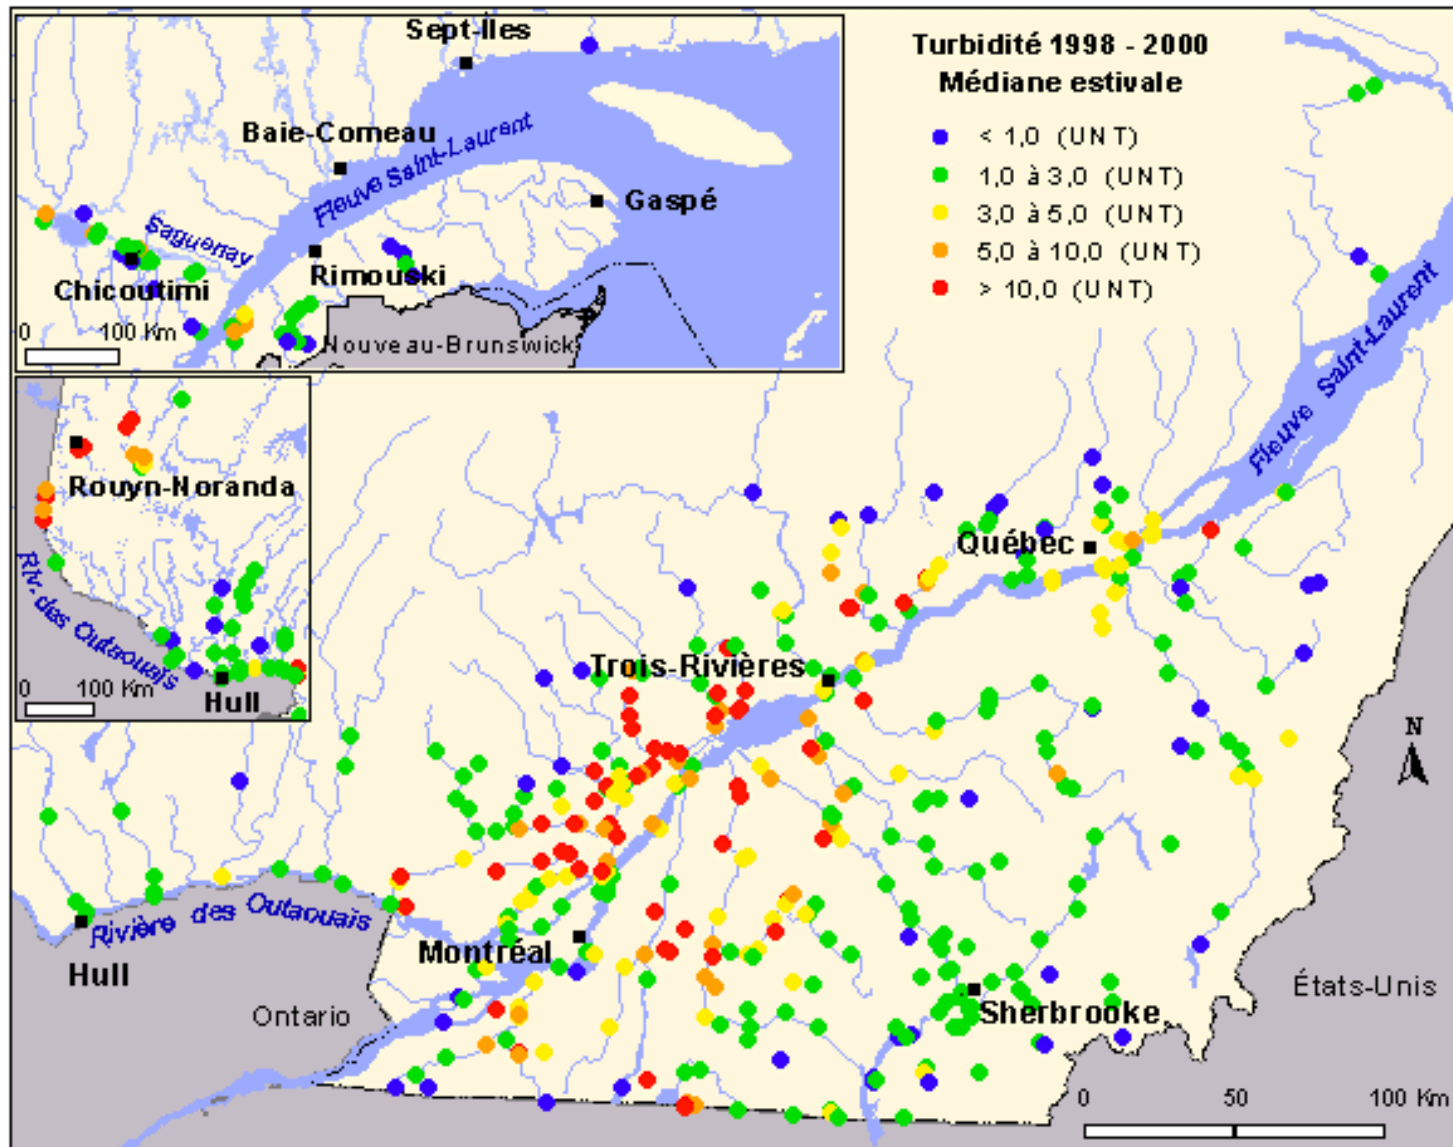 Sept-Iles
Baie-Comeau
Fleuve Saint-Laurent
Gaspé
Saguenay
Rimouski
Chicoutimi
0 100 Km
Nouveau-Brunswick
Turbidité 1998 - 2000
Médiane estivale
< 1,0 (UNT)
1,0 à 3,0 (UNT)
3,0 à 5,0 (UNT)
5,0 à 10,0 (UNT)
> 10,0 (UNT)
Rouyn-Noranda
Riv. das Outaouais
0 100 Km
Hull
Fleuve Saint-Laurent
Québec
Trois-Rivières
N
Rivière des Outaouais
Hull
Montréal
Ontario
Sherbrooke
États-Unis
0 50 100 Km